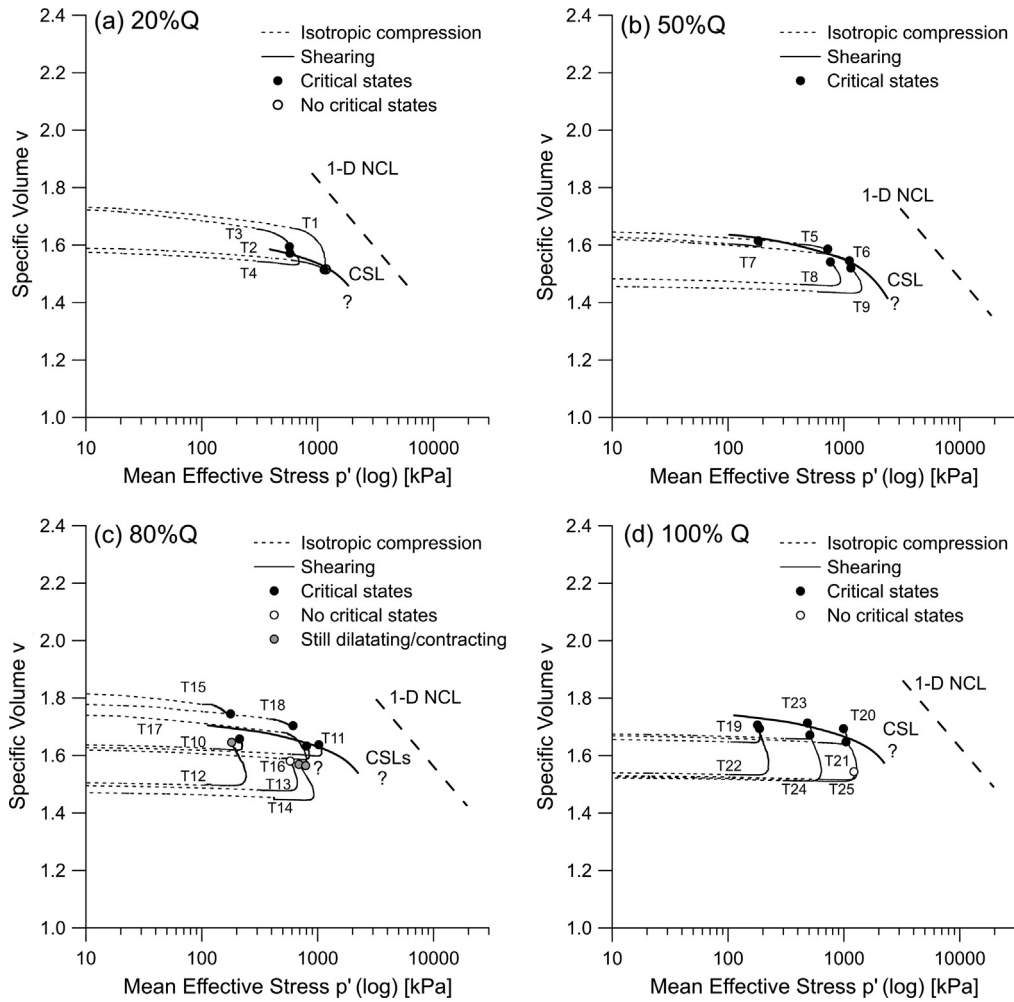 (a) 20%Q
Isotropic compression
Shearing
Critical states
No critical states
1-D NCL
T1
T3
T2
T4
CSL
?
2.4
2.2
2.0
1.8
1.6
1.4
1.2
1.0
10
100
1000
10000
Specific Volume v
Mean Effective Stress p' (log) [kPa]
(b) 50%Q
Isotropic compression
Shearing
Critical states
1-D NCL
T5
T6
T7
T8
CSL
T9
?
2.4
2.2
2.0
1.8
1.6
1.4
1.2
1.0
10
100
1000
10000
Specific Volume v
Mean Effective Stress p' (log) [kPa]
(c) 80%Q
Isotropic compression
Shearing
Critical states
No critical states
Still dilatating/contracting
1-D NCL
T15
T18
T17
T10
T11
T16
?
CSLs
?
T12
T13
T14
2.4
2.2
2.0
1.8
1.6
1.4
1.2
1.0
10
100
1000
10000
Specific Volume v
Mean Effective Stress p' (log) [kPa]
(d) 100% Q
Isotropic compression
Shearing
Critical states
No critical states
1-D NCL
T23
T20
T19
CSL
?
T21
T22
T24
T25
2.4
2.2
2.0
1.8
1.6
1.4
1.2
1.0
10
100
1000
10000
Specific Volume v
Mean Effective Stress p' (log) [kPa]